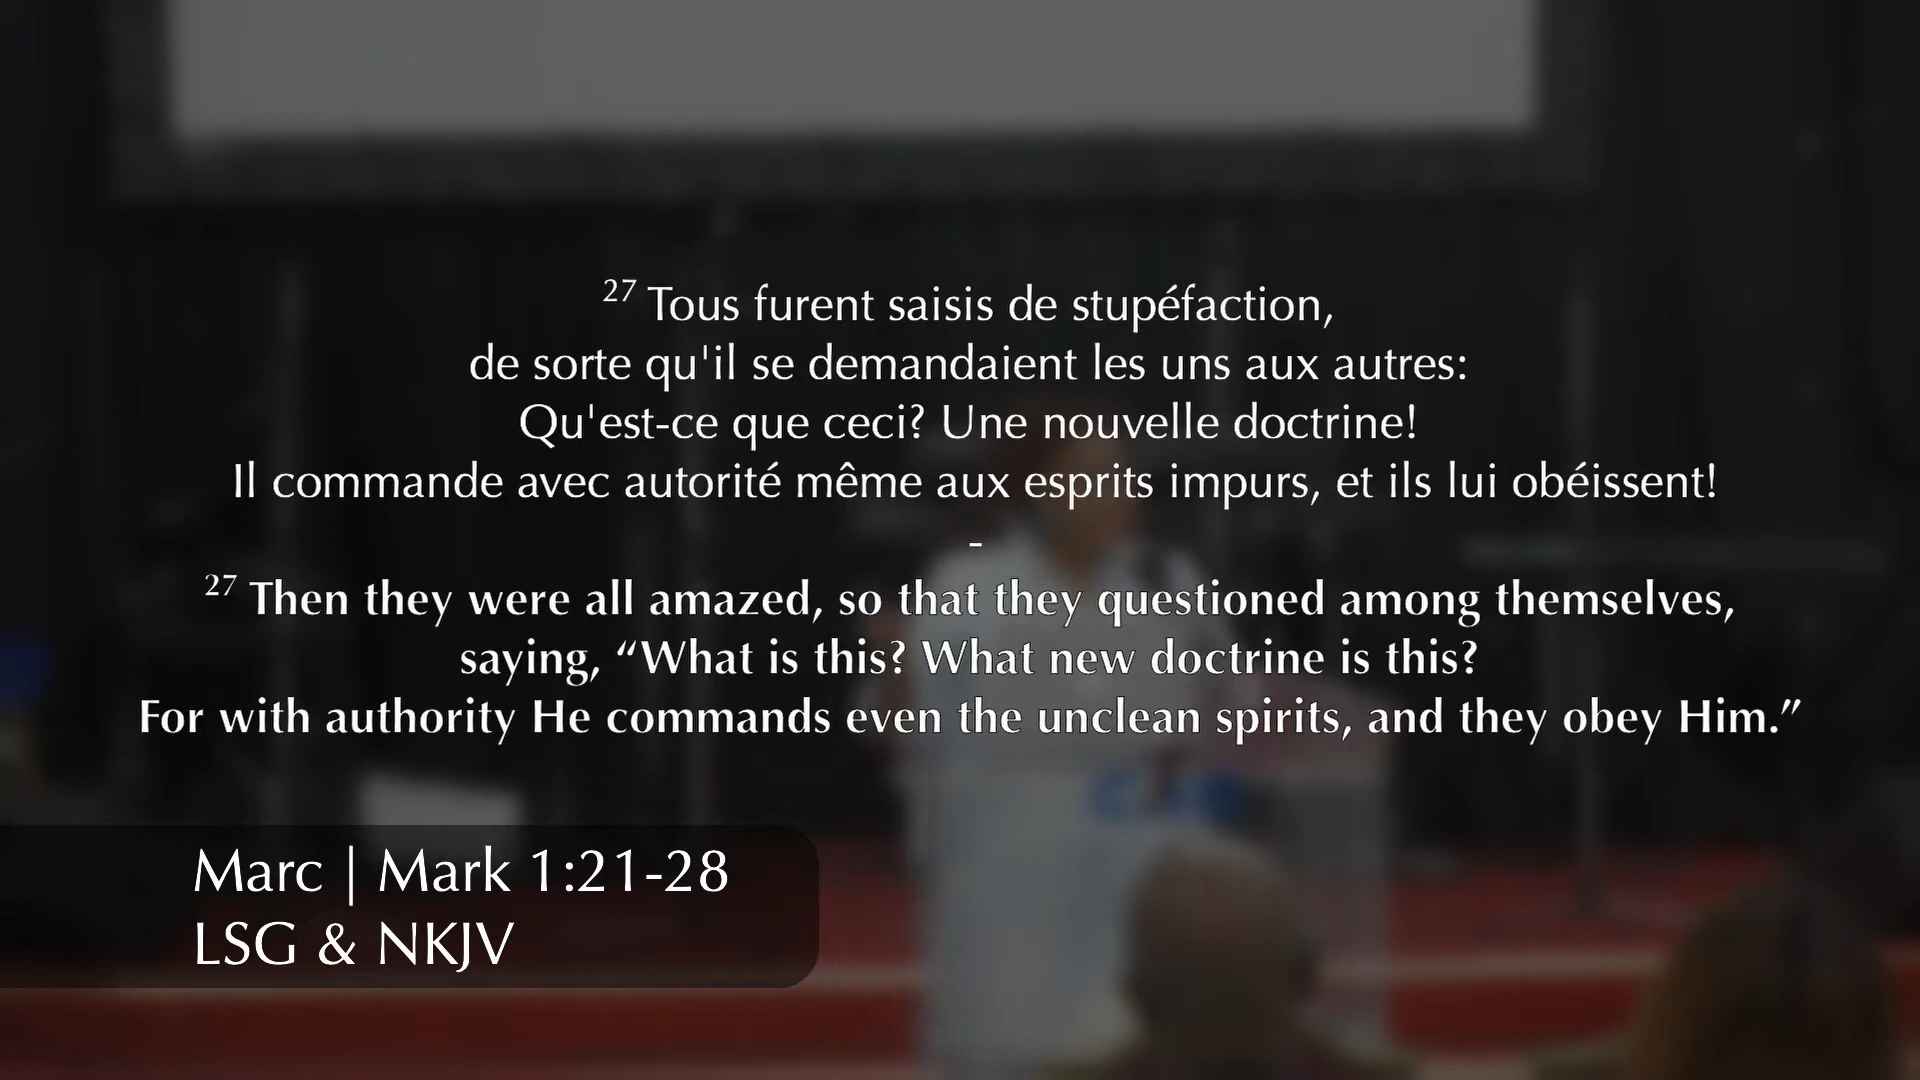 27 Tous furent saisis de stupéfaction,
de sorte qu'il se demandaient les uns aux autres:
Qu'est-ce que ceci? Une nouvelle doctrine!
Il commande avec autorité même aux esprits impurs, et ils lui obéissent!
-
27 Then they were all amazed, so that they questioned among themselves,
saying, “What is this? What new doctrine is this?
For with authority He commands even the unclean spirits, and they obey Him.”
Marc | Mark 1:21-28
LSG & NKJV